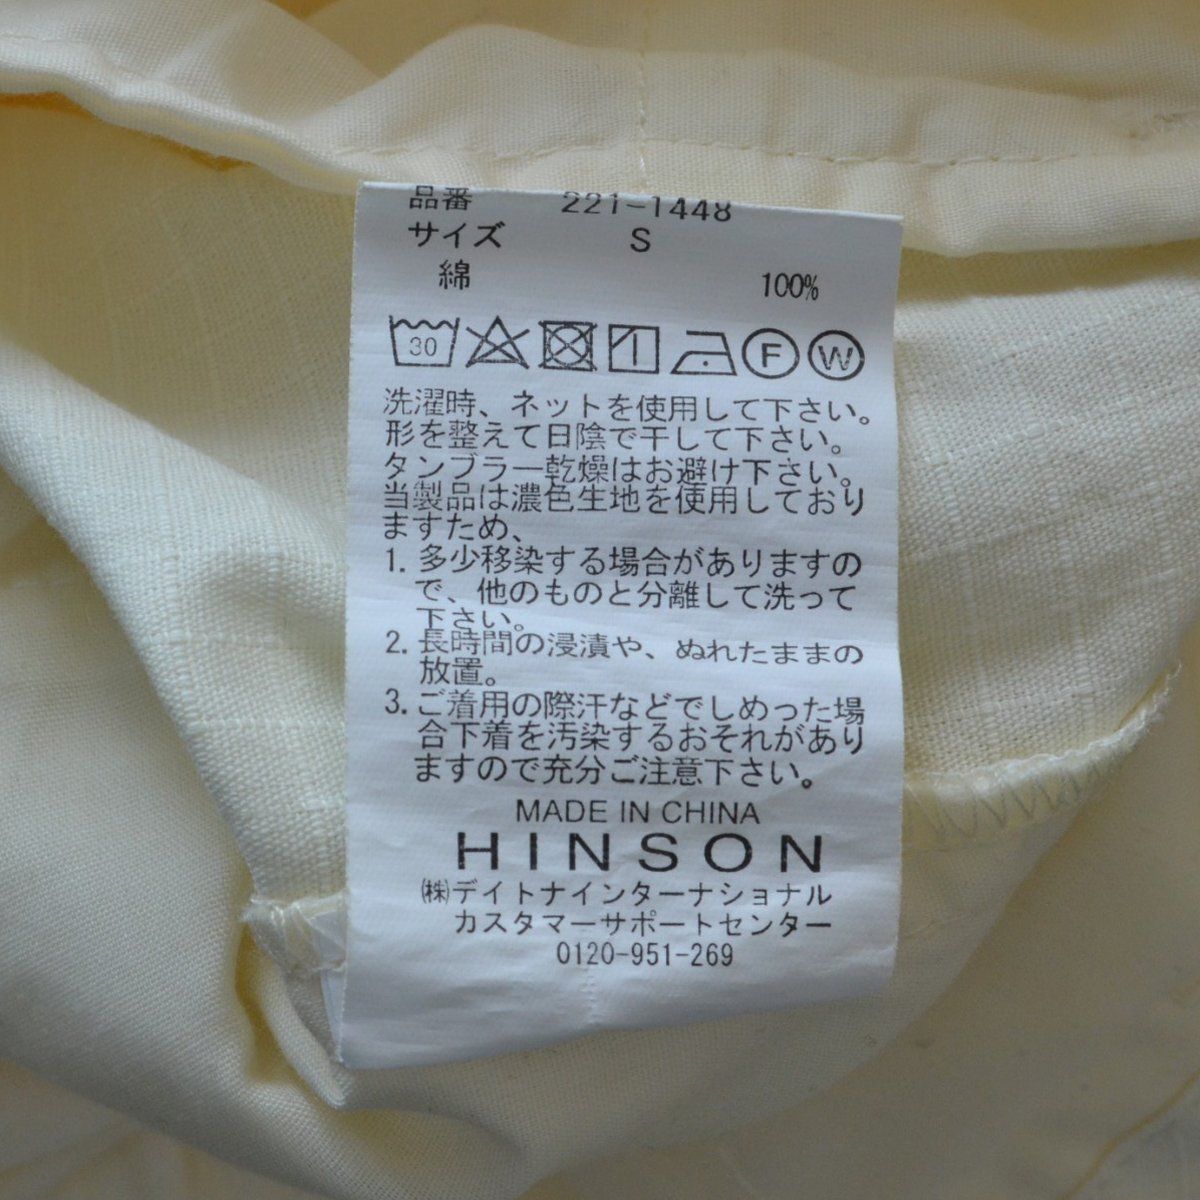 品番 221-1448
サイズ S
綿 100%
30 F W
洗濯時、ネットを使用して下さい。
形を整えて日陰で干して下さい。
タンブラー乾燥はお避け下さい。
当製品は濃色生地を使用しており
ますため、
1. 多少移染する場合がありますの
で、他のものと分離して洗って
下さい。
2. 長時間の浸漬や、ぬれたままの
放置。
3. ご着用の際汗などでしめった場
合下着を汚染するおそれがあり
ますので充分ご注意下さい。
MADE IN CHINA
HINSON
㈱デイトナインターナショナル
カスタマーサポートセンター
0120-951-269